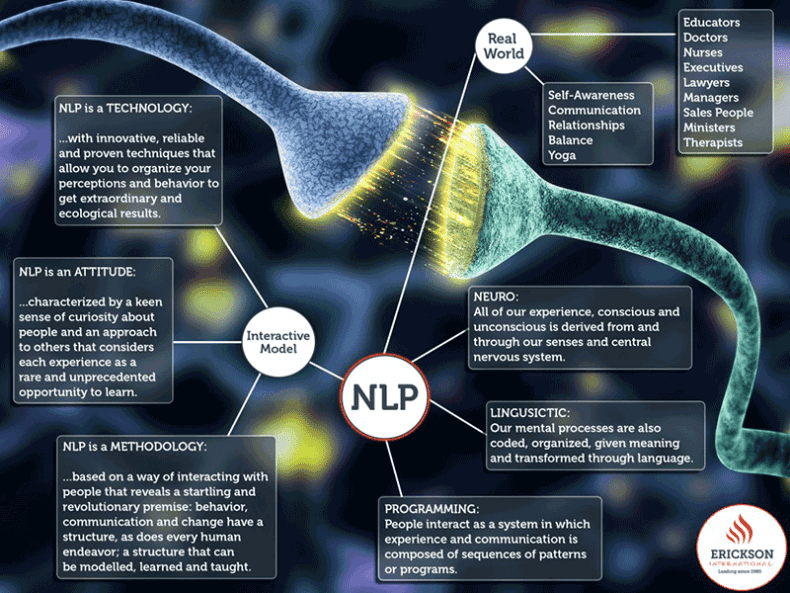 Real
World
Educators
Doctors
Nurses
Executives
Lawyers
Managers
Sales People
Ministers
Therapists
Self-Awareness
Communication
Relationships
Balance
Yoga
NLP is a TECHNOLOGY:
...with innovative, reliable
and proven techniques that
allow you to organize your
perceptions and behavior to
get extraordinary and
ecological results.
NLP is an ATTITUDE:
...characterized by a keen
sense of curiosity about
people and an approach
to others that considers
each experience as a
rare and unprecedented
opportunity to learn.
Interactive
Model
NLP is a METHODOLOGY:
...based on a way of interacting with
people that reveals a startling and
revolutionary premise: behavior,
communication and change have a
structure, as does every human
endeavor; a structure that can
be modelled, learned and taught.
NLP
NEURO:
All of our experience, conscious and
unconscious is derived from and
through our senses and central
nervous system.
LINGUSICTIC:
Our mental processes are also
coded, organized, given meaning
and transformed through language.
PROGRAMMING:
People interact as a system in which
experience and communication is
composed of sequences of patterns
or programs.
ERICKSON
INTERNATIONAL
Leading since 1980